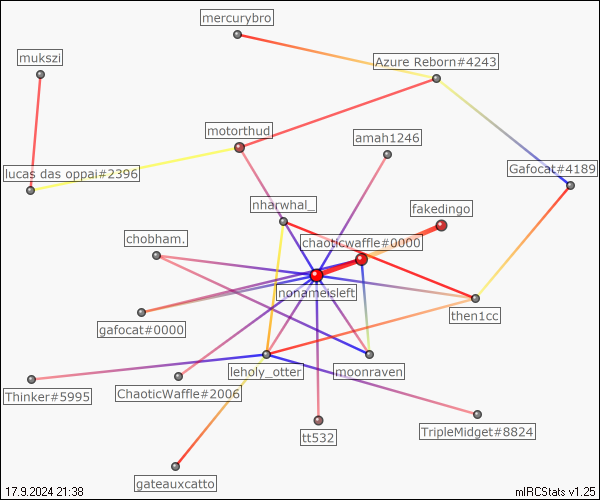 mercurybro
mukszi
Azure Reborn#4243
motorthud
amah1246
lucas das oppai#2396
Gafocat#4189
nharwhal_
fakedingo
chobham.
chaoticwaffle#0000
nonameisleft
gafocat#0000
then1cc
leholy_otter
moonraven
Thinker#5995
ChaoticWaffle#2006
tt532
TripleMidget#8824
gateauxcatto
17.9.2024 21:38
mIRCStats v1.25